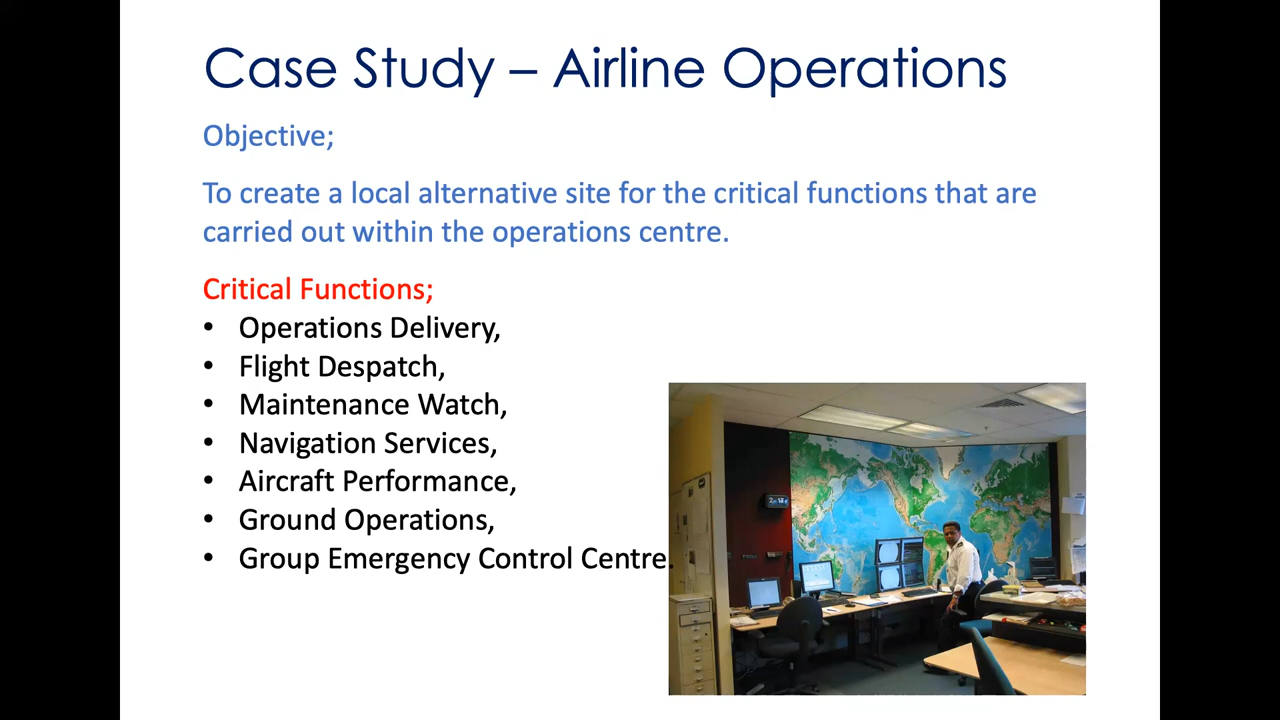 Case Study – Airline Operations
Objective;
To create a local alternative site for the critical functions that are
carried out within the operations centre.
Critical Functions;
• Operations Delivery,
• Flight Despatch,
• Maintenance Watch,
• Navigation Services,
• Aircraft Performance,
• Ground Operations,
• Group Emergency Control Centre.